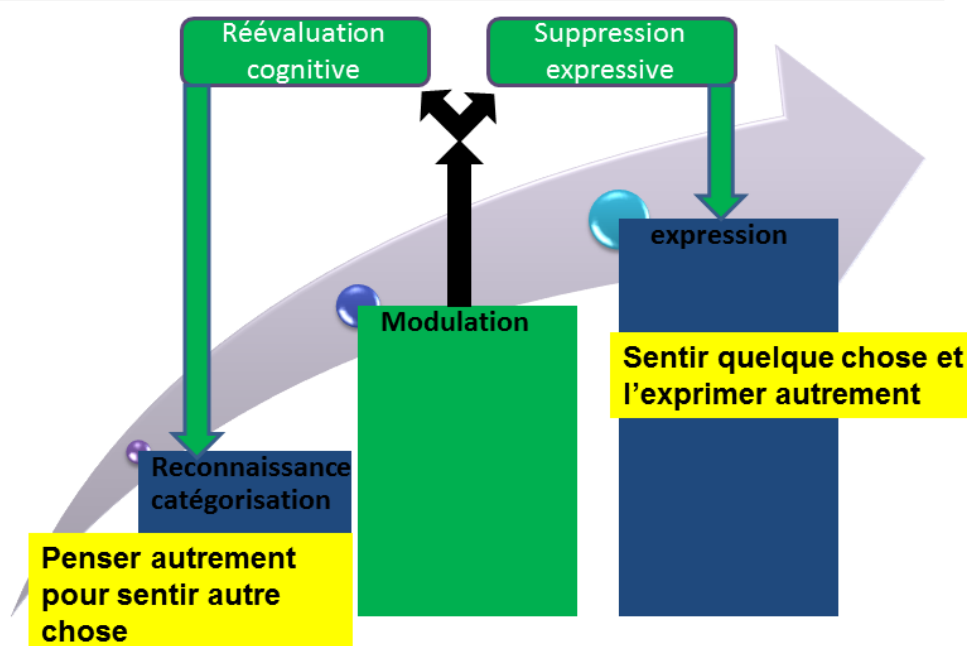 Réévaluation
cognitive
Suppression
expressive
expression
Modulation
Sentir quelque chose et
l’exprimer autrement
Reconnaissance
catégorisation
Penser autrement
pour sentir autre
chose